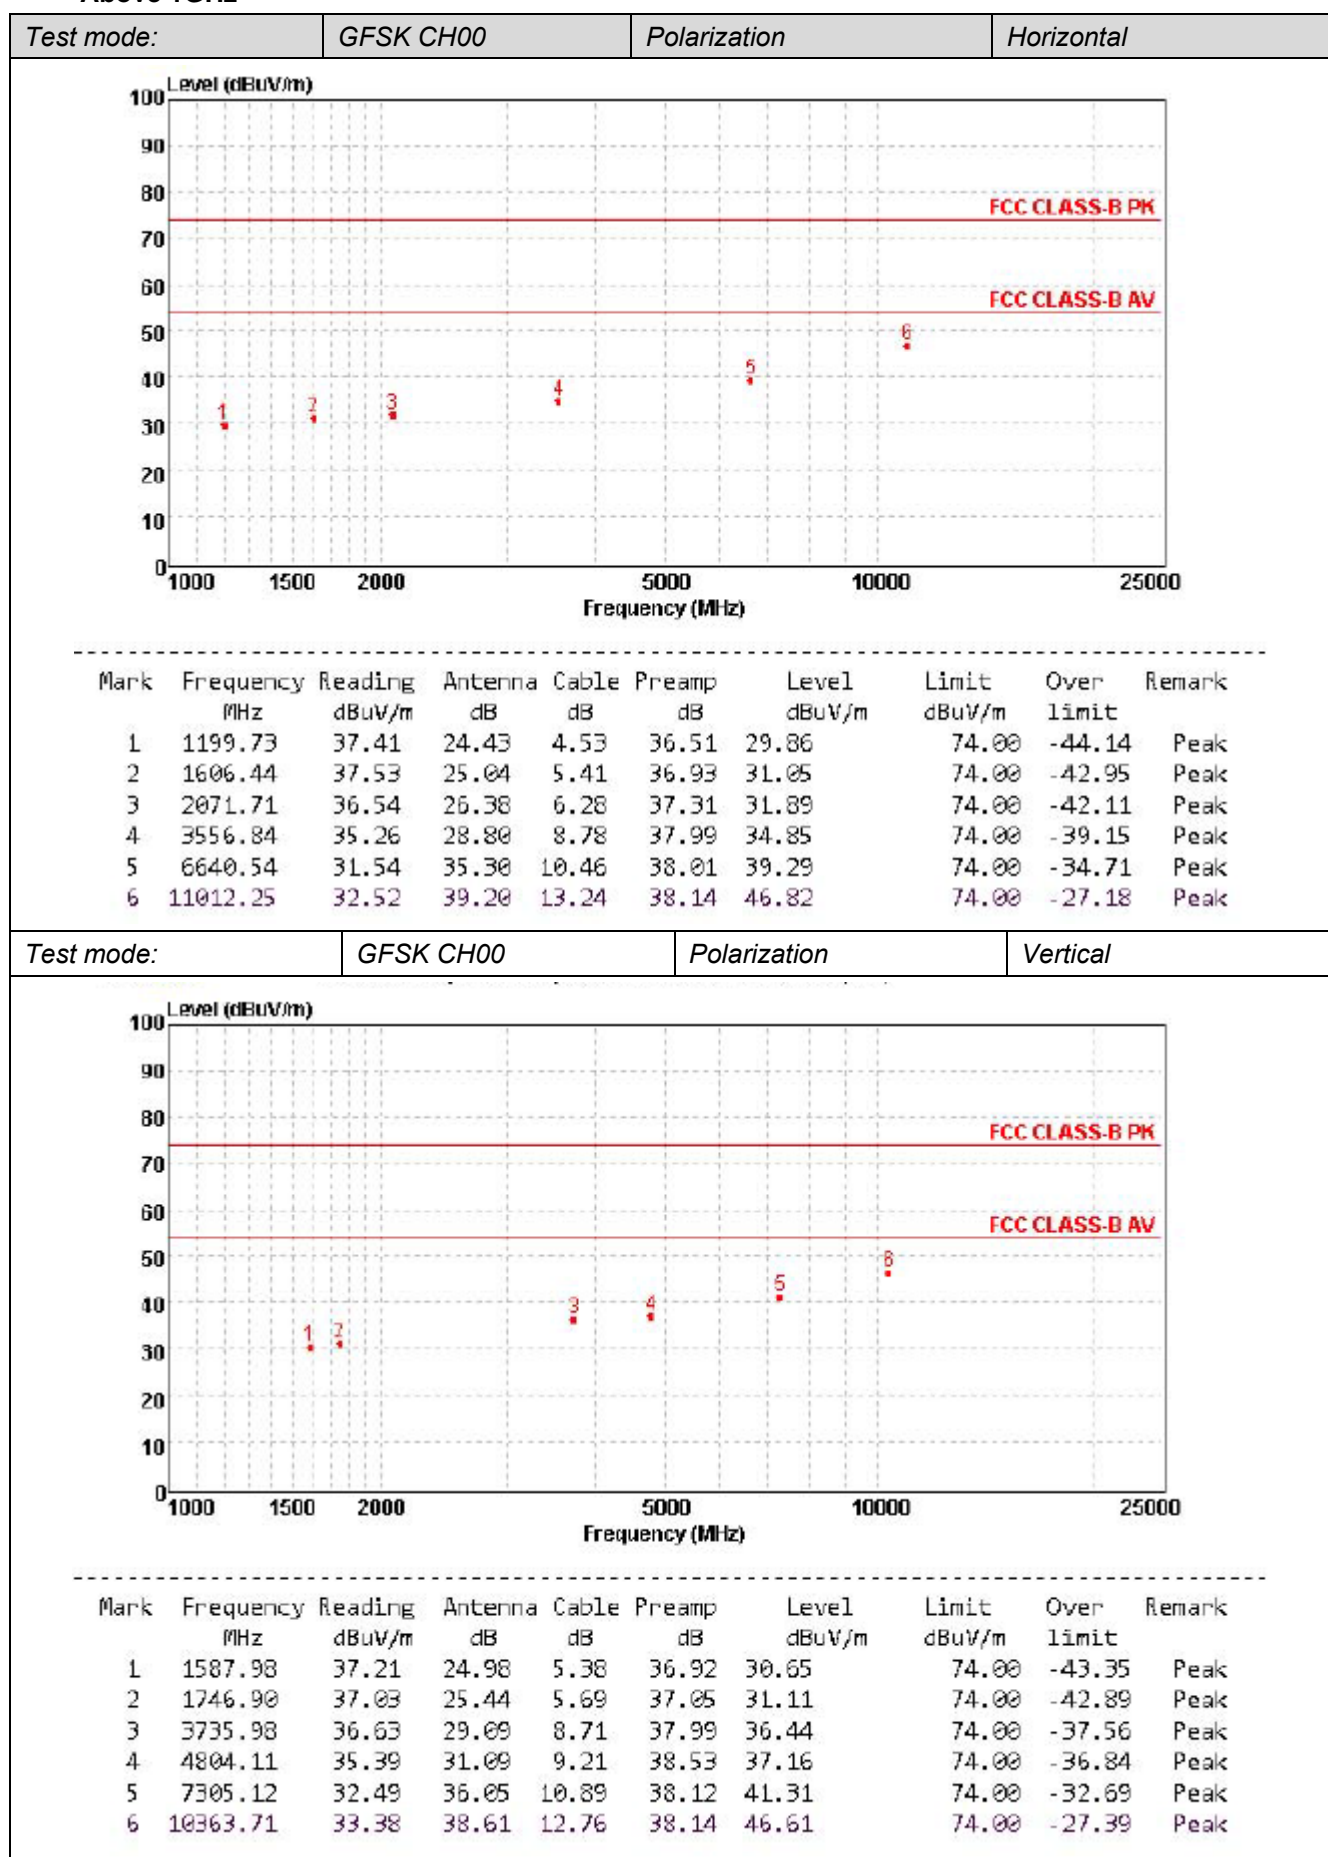 Above 1GHz
Test mode: GFSK CH00 Polarization Horizontal
Level (dBuV/m)
100
90
80
FCC CLASS-B PK
70
60
FCC CLASS-B AV
50
6
5
40
4
1 2 3
30
20
10
0
1000 1500 2000 5000 10000 25000
Frequency (MHz)
Mark Frequency Reading Antenna Cable Preamp Level Limit Over Remark
MHz dBuV/m dB dB dB dBuV/m dBuV/m limit
1 1199.73 37.41 24.43 4.53 36.51 29.86 74.00 -44.14 Peak
2 1606.44 37.53 25.04 5.41 36.93 31.05 74.00 -42.95 Peak
3 2071.71 36.54 26.38 6.28 37.31 31.89 74.00 -42.11 Peak
4 3556.84 35.26 28.80 8.78 37.99 34.85 74.00 -39.15 Peak
5 6640.54 31.54 35.30 10.46 38.01 39.29 74.00 -34.71 Peak
6 11012.25 32.52 39.20 13.24 38.14 46.82 74.00 -27.18 Peak
Test mode: GFSK CH00 Polarization Vertical
Level (dBuV/m)
100
90
80
FCC CLASS-B PK
70
60
FCC CLASS-B AV
50
6
5
40
3 4
1 2
30
20
10
0
1000 1500 2000 5000 10000 25000
Frequency (MHz)
Mark Frequency Reading Antenna Cable Preamp Level Limit Over Remark
MHz dBuV/m dB dB dB dBuV/m dBuV/m limit
1 1587.98 37.21 24.98 5.38 36.92 30.65 74.00 -43.35 Peak
2 1746.90 37.03 25.44 5.69 37.05 31.11 74.00 -42.89 Peak
3 3735.98 36.63 29.09 8.71 37.99 36.44 74.00 -37.56 Peak
4 4804.11 35.39 31.09 9.21 38.53 37.16 74.00 -36.84 Peak
5 7305.12 32.49 36.05 10.89 38.12 41.31 74.00 -32.69 Peak
6 10363.71 33.38 38.61 12.76 38.14 46.61 74.00 -27.39 Peak